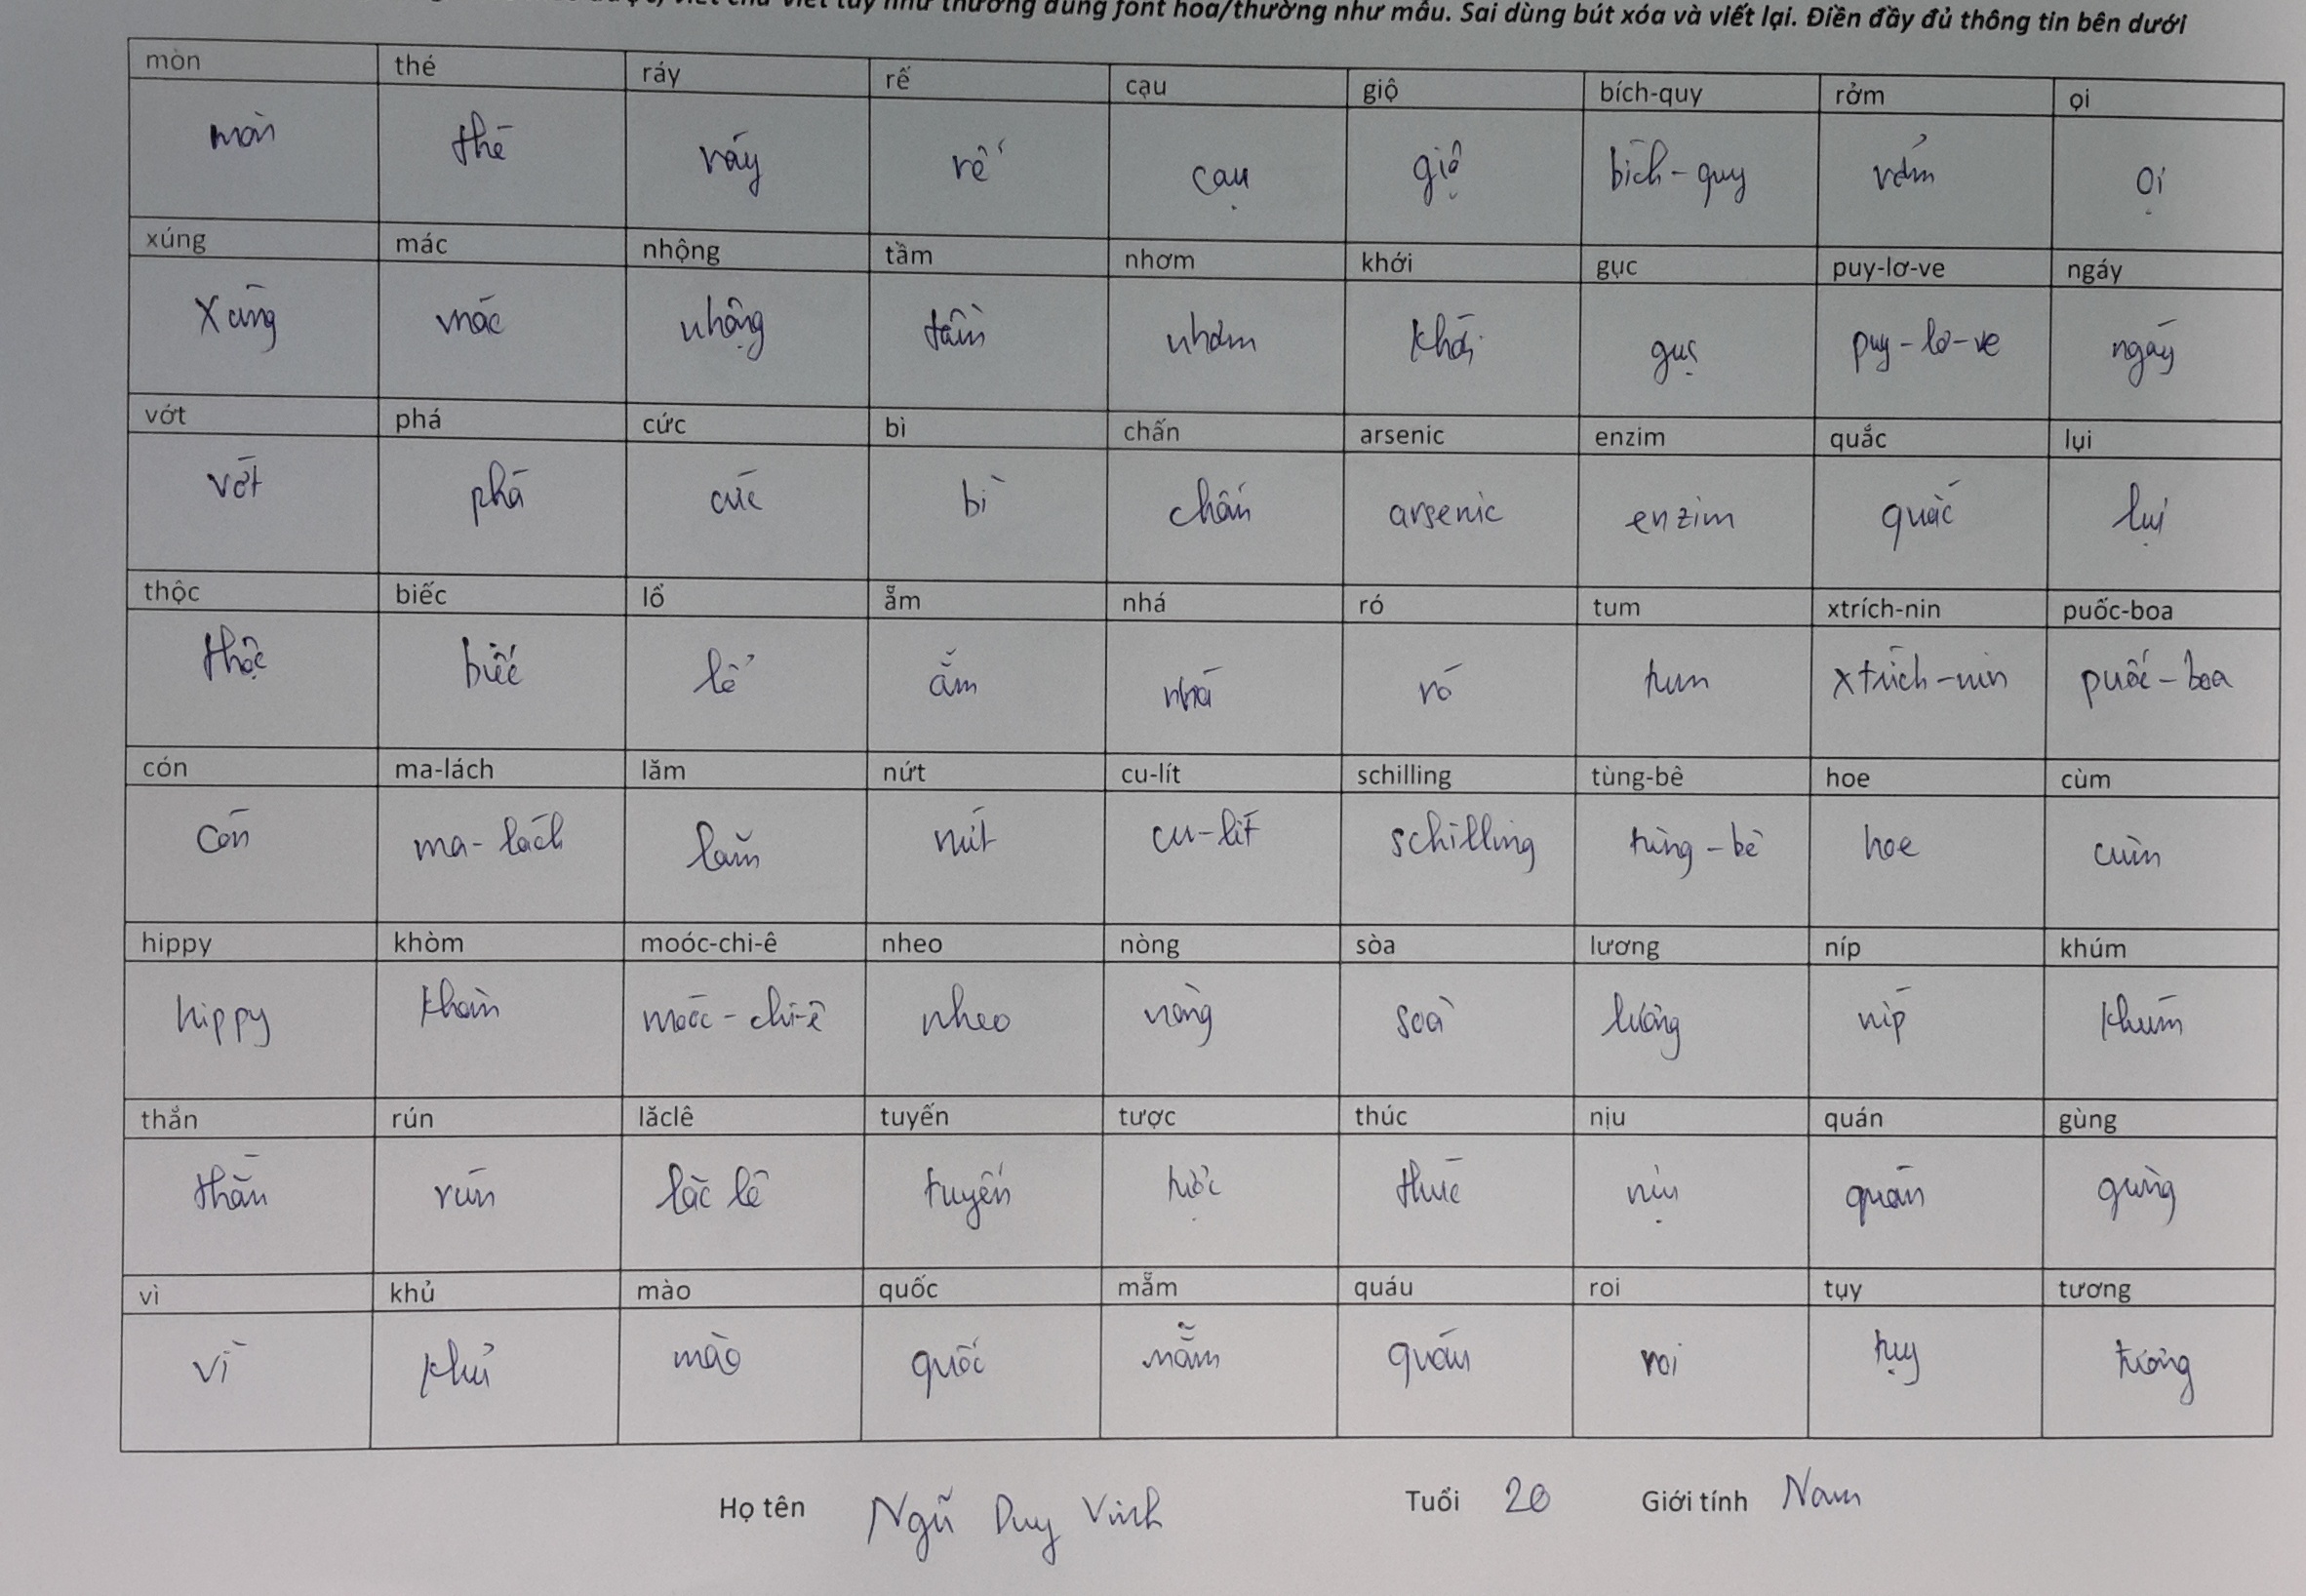 viết chữ viết tay như thường dùng font hoa/thường như mẫu. Sai dùng bút xóa và viết lại. Điền đầy đủ thông tin bên dưới
mòn thé ráy rế cạu giộ bích-quy rởm ọi
mòn thé ráy rế cạu giộ bích-quy rởm ọi
xúng mác nhộng tầm nhơm khới gục puy-lơ-ve ngáy
xúng mác nhộng tầm nhơm khới gục puy-lơ-ve ngáy
vớt phá cức bì chấn arsenic enzim quắc lụi
vớt phá cức bì chấn arsenic enzim quắc lụi
thộc biếc lổ ẵm nhá ró tum xtrích-nin puốc-boa
thộc biếc lổ ẵm nhá ró tum xtrích-nin puốc-boa
cón ma-lách lăm nứt cu-lít schilling tùng-bê hoe cùm
cón ma-lách lăm nứt cu-lít schilling tùng-bê hoe cùm
hippy khòm moóc-chi-ê nheo nòng sòa lương níp khúm
hippy khòm moóc-chi-ê nheo nòng soà lương níp khúm
thắn rún lăclê tuyến tược thúc nịu quán gùng
thắn rún lăc lê tuyến tược thúc nịu quán gùng
vì khủ mào quốc mẵm quáu roi tụy tương
vì khủ mào quốc mẵm quáu roi tụy tương
Họ tên Ngũ Duy Vinh Tuổi 20 Giới tính Nam